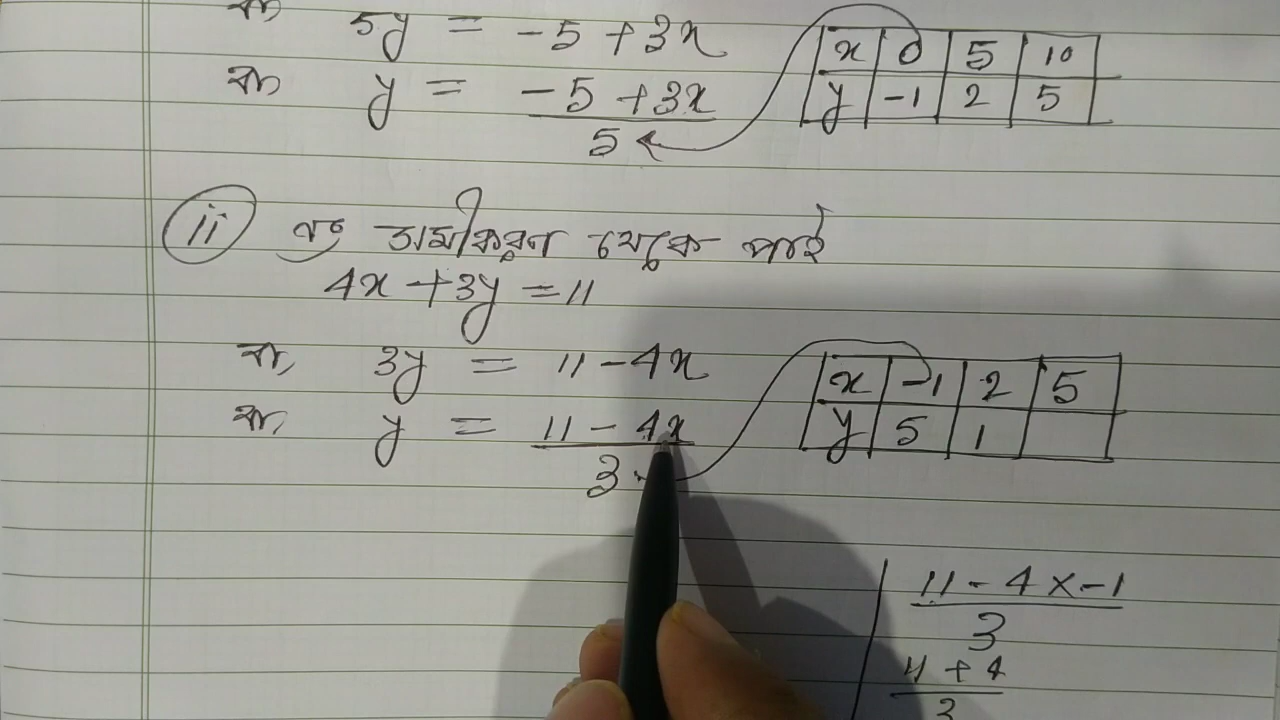 বা, 5y = -5 + 3x
বা, y = (-5 + 3x)/5
x 0 5 10
y -1 2 5
ii নং সমীকরণ থেকে পাই
4x + 3y = 11
বা, 3y = 11 - 4x
বা, y = (11 - 4x)/3
x -1 2 5
y 5 1
11 - 4 × -1
3
11 + 4
3